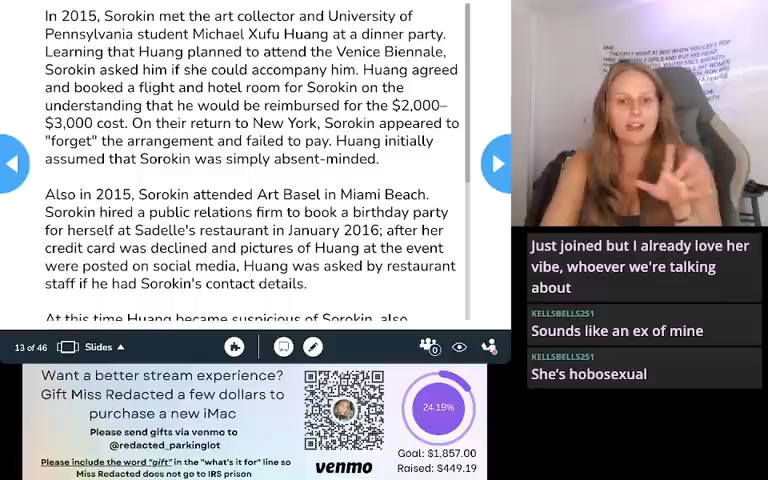 In 2015, Sorokin met the art collector and University of
Pennsylvania student Michael Xufu Huang at a dinner party.
Learning that Huang planned to attend the Venice Biennale,
Sorokin asked him if she could accompany him. Huang agreed
and booked a flight and hotel room for Sorokin on the
understanding that he would be reimbursed for the $2,000–
$3,000 cost. On their return to New York, Sorokin appeared to
"forget" the arrangement and failed to pay. Huang initially
assumed that Sorokin was simply absent-minded.
Also in 2015, Sorokin attended Art Basel in Miami Beach.
Sorokin hired a public relations firm to book a birthday party
for herself at Sadelle's restaurant in January 2016; after her
credit card was declined and pictures of Huang at the event
were posted on social media, Huang was asked by restaurant
staff if he had Sorokin's contact details.
At this time Huang became suspicious of Sorokin, also
13 of 46
Slides
0
Just joined but I already love her
vibe, whoever we're talking
about
KELLSBELLS251
Sounds like an ex of mine
KELLSBELLS251
She's hobosexual
Want a better stream experience?
Gift Miss Redacted a few dollars to
purchase a new iMac
Please send gifts via venmo to
@redacted_parkinglot
Please include the word "gift" in the "what's it for" line so
Miss Redacted does not go to IRS prison
venmo
24.19%
Goal: $1,857.00
Raised: $449.19